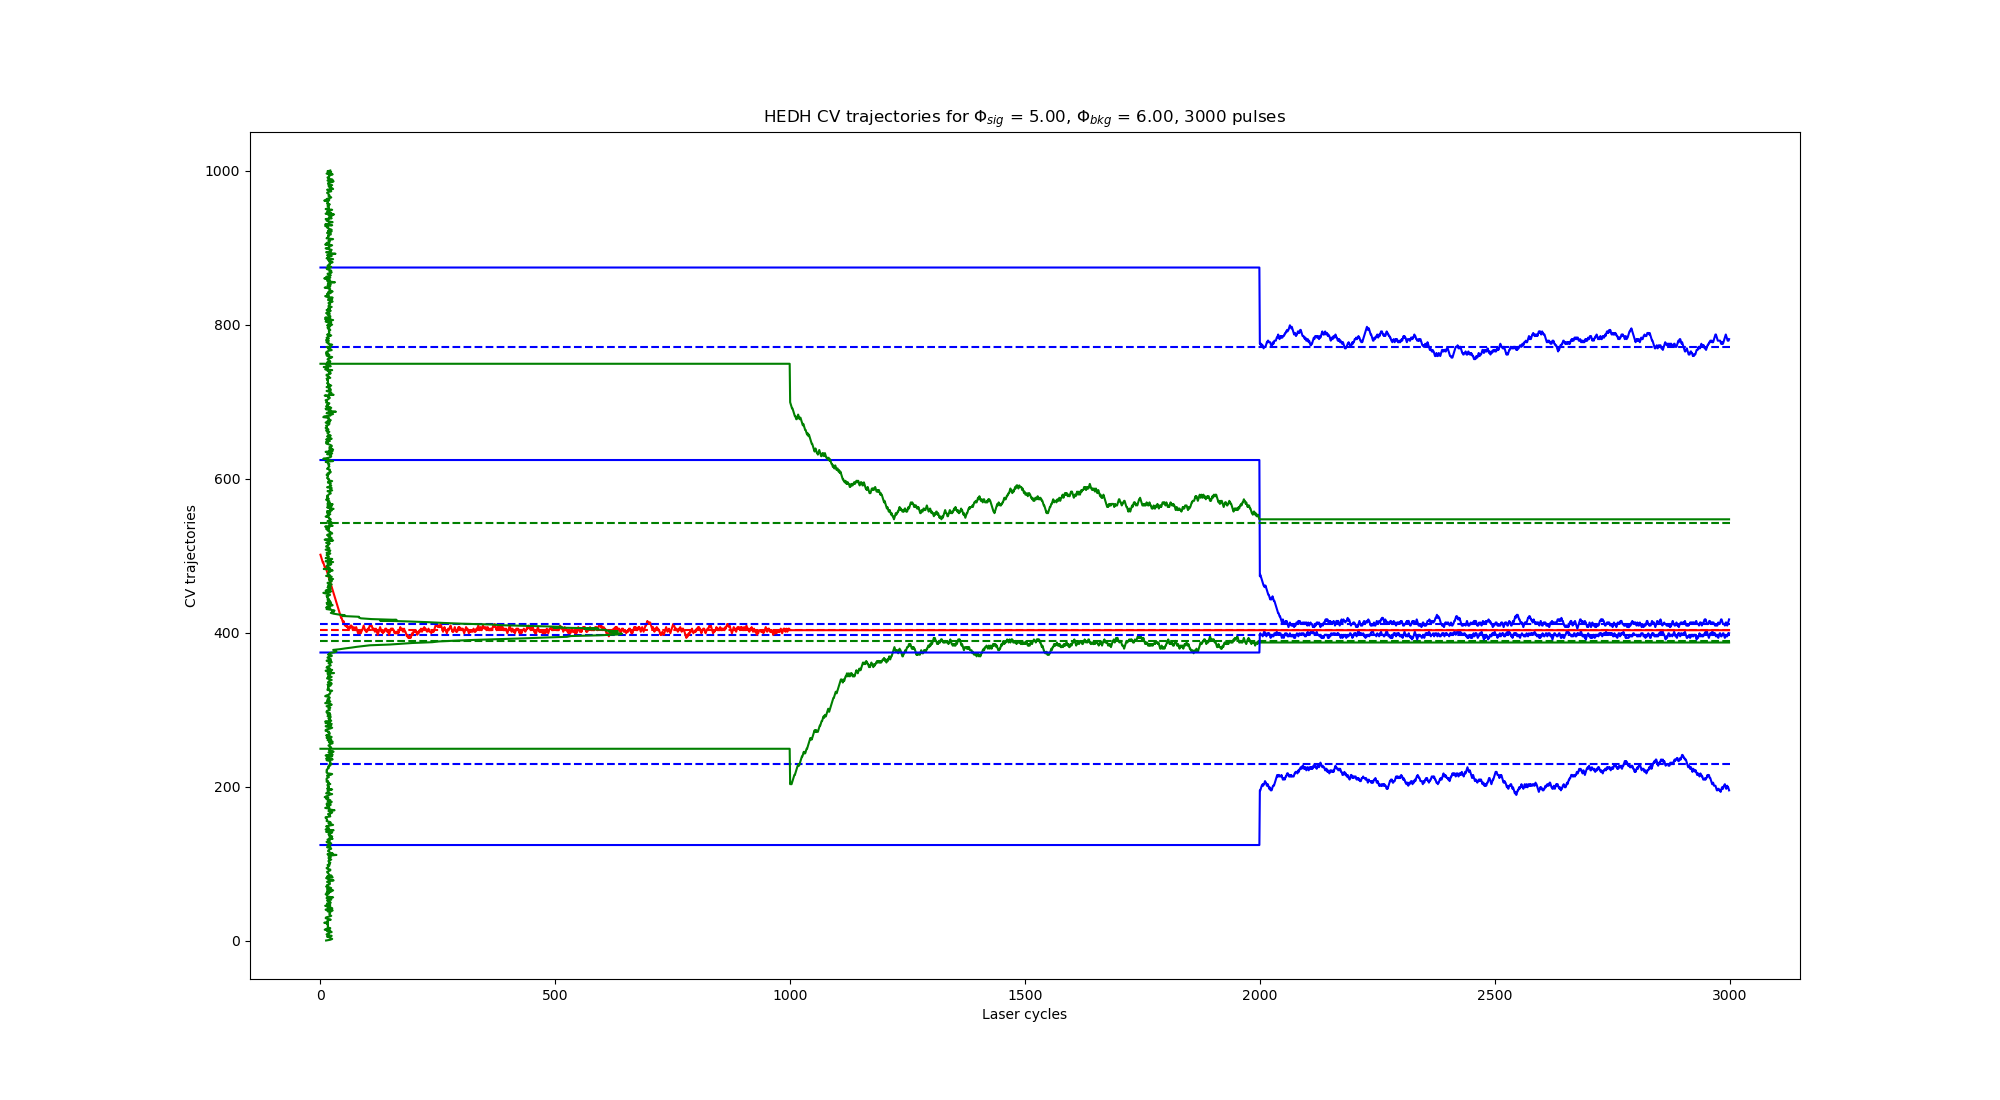 HEDH CV trajectories for Φsig = 5.00, Φbkg = 6.00, 3000 pulses
1000
800
600
400
200
0
CV trajectories
0 500 1000 1500 2000 2500 3000
Laser cycles